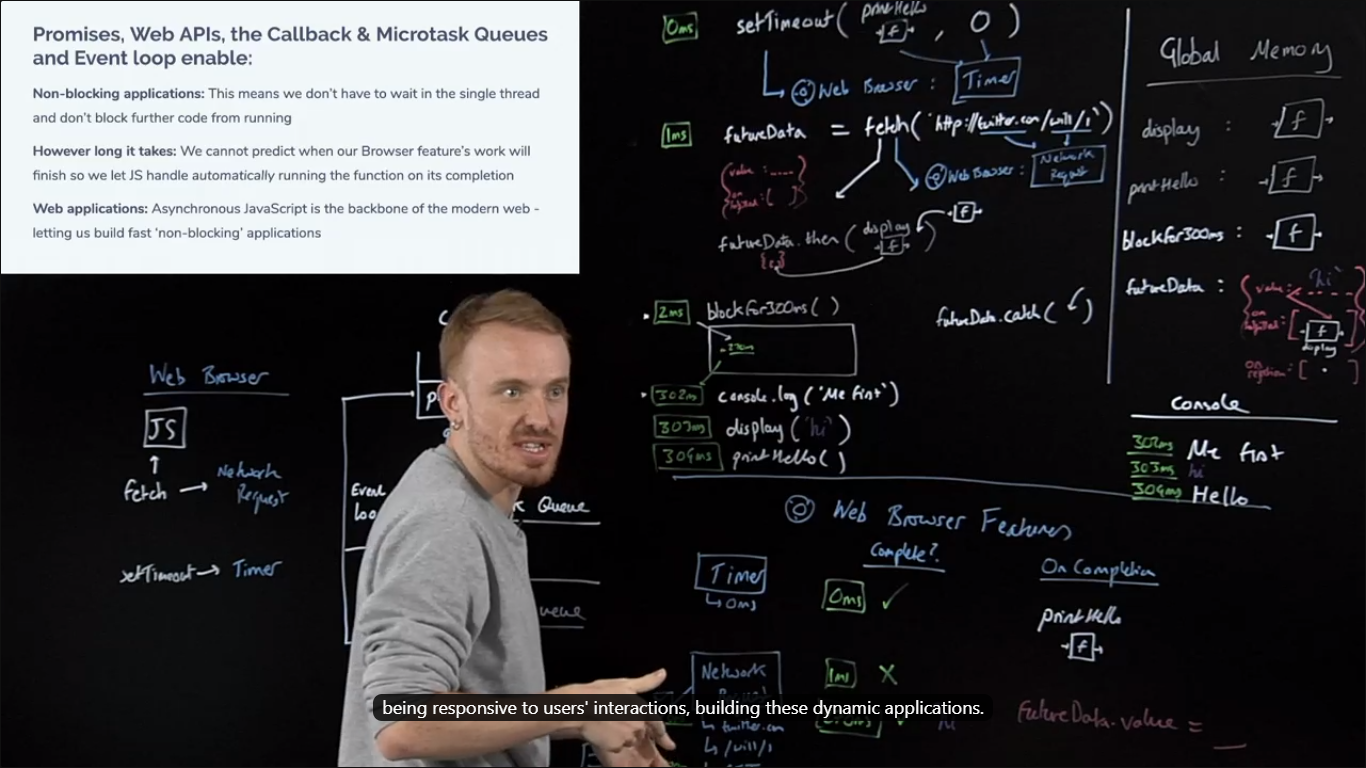 Promises, Web APIs, the Callback & Microtask Queues
and Event loop enable:
Non-blocking applications: This means we don't have to wait in the single thread
and don't block further code from running
However long it takes: We cannot predict when our Browser feature's work will
finish so we let JS handle automatically running the function on its completion
Web applications: Asynchronous JavaScript is the backbone of the modern web -
letting us build fast 'non-blocking' applications
0ms setTimeout( printHello f , 0 )
Web Browser : Timer
1ms futureData = fetch('http://twitter.com/will/1')
{value : ....
Web Browser : Network
Request
futureData.then( display f ) f
2ms blockfor300ms( )
futureData.catch( )
302ms console.log('Me first')
303ms display('hi')
304ms printHello( )
Global Memory
display : f
printHello : f
blockfor300ms : f
futureData : { value: 'hi'
f
display
on
rejection : [ . ]
Console
302ms Me first
303ms hi
304ms Hello
Web Browser
JS
fetch → Network
Request
setTimeout → Timer
Event
Queue
Web Browser Features
Complete?
On Completion
Timer
↳ 0ms
0ms ✓
printHello
f
Network
1ms X
↳ twitter.com
↳ /will/1
futureData.value = __
being responsive to users' interactions, building these dynamic applications.